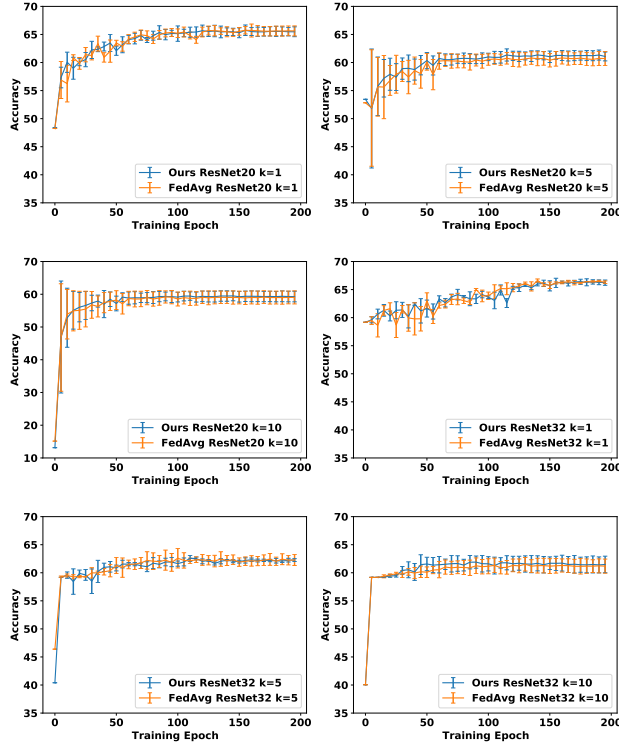 70
65
60
55
50
45
40
35
Accuracy
0 50 100 150 200
Training Epoch
Ours ResNet20 k=1
FedAvg ResNet20 k=1
70
65
60
55
50
45
40
35
Accuracy
0 50 100 150 200
Training Epoch
Ours ResNet20 k=5
FedAvg ResNet20 k=5
70
60
50
40
30
20
10
Accuracy
0 50 100 150 200
Training Epoch
Ours ResNet20 k=10
FedAvg ResNet20 k=10
70
65
60
55
50
45
40
35
Accuracy
0 50 100 150 200
Training Epoch
Ours ResNet32 k=1
FedAvg ResNet32 k=1
70
65
60
55
50
45
40
35
Accuracy
0 50 100 150 200
Training Epoch
Ours ResNet32 k=5
FedAvg ResNet32 k=5
70
65
60
55
50
45
40
35
Accuracy
0 50 100 150 200
Training Epoch
Ours ResNet32 k=10
FedAvg ResNet32 k=10